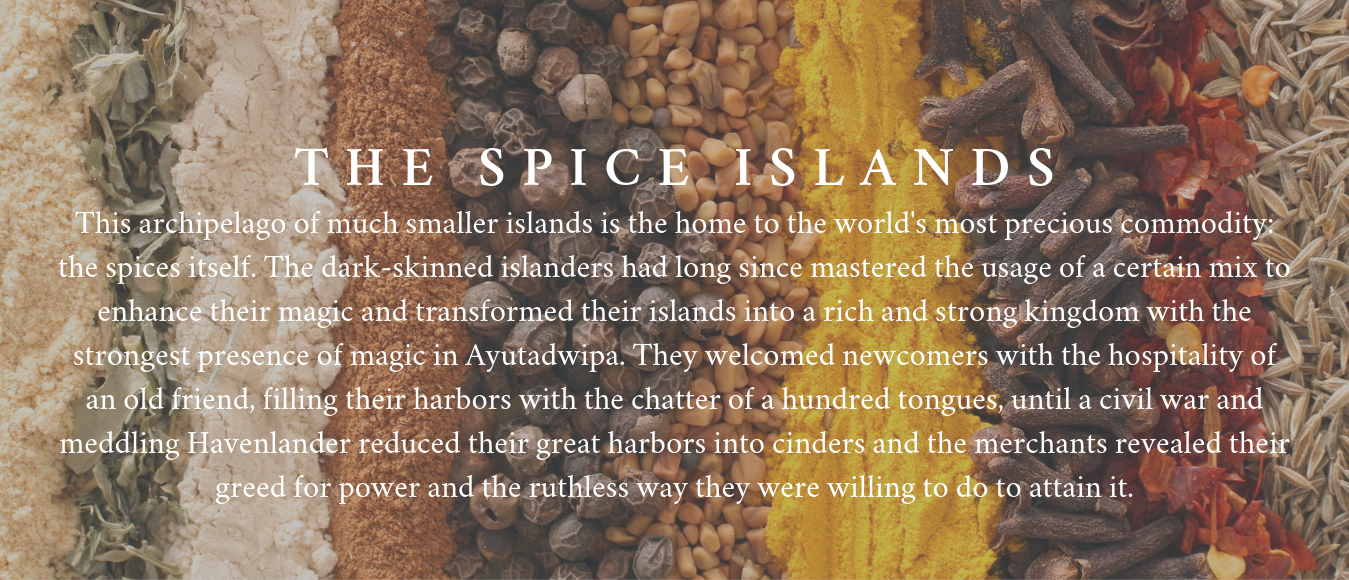 THE SPICE ISLANDS
This archipelago of much smaller islands is the home to the world's most precious commodity:
the spices itself. The dark-skinned islanders had long since mastered the usage of a certain mix to
enhance their magic and transformed their islands into a rich and strong kingdom with the
strongest presence of magic in Ayutadwipa. They welcomed newcomers with the hospitality of
an old friend, filling their harbors with the chatter of a hundred tongues, until a civil war and
meddling Havenlander reduced their great harbors into cinders and the merchants revealed their
greed for power and the ruthless way they were willing to do to attain it.